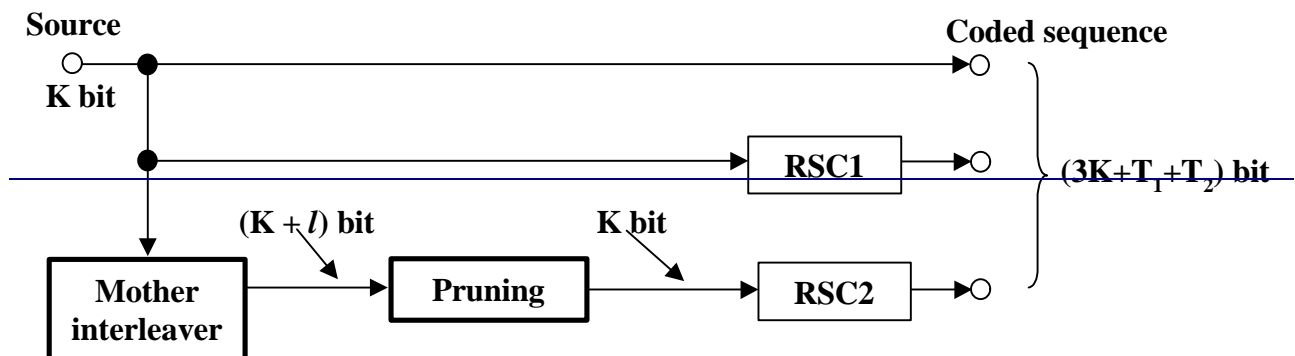 Source
Coded sequence
K bit
RSC1
(3K+T₁+T₂) bit
(K + l) bit
K bit
Mother
interleaver
Pruning
RSC2